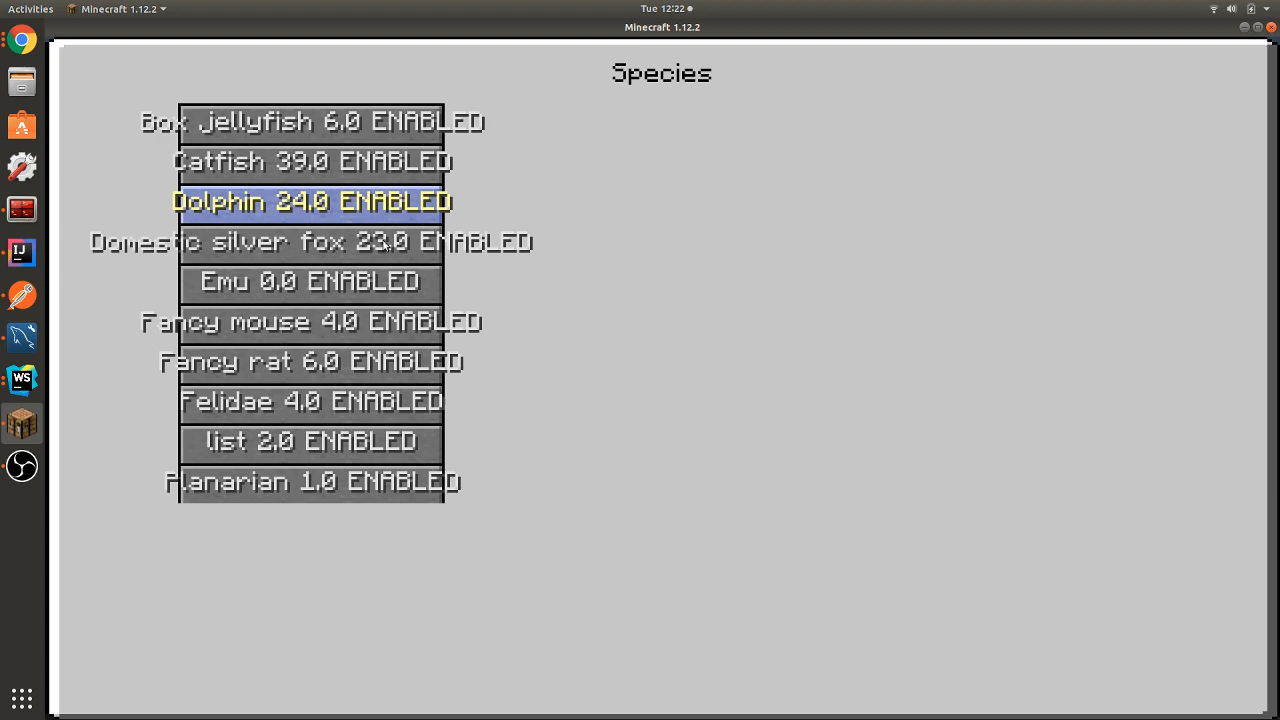 Activities
Minecraft 1.12.2
Tue 12:22
Minecraft 1.12.2
Species
Box jellyfish 6.0 ENABLED
Catfish 39.0 ENABLED
Dolphin 24.0 ENABLED
Domestic silver fox 23.0 ENABLED
Emu 0.0 ENABLED
Fancy mouse 4.0 ENABLED
Fancy rat 6.0 ENABLED
Felidae 4.0 ENABLED
list 2.0 ENABLED
Planarian 1.0 ENABLED
IJ
WS